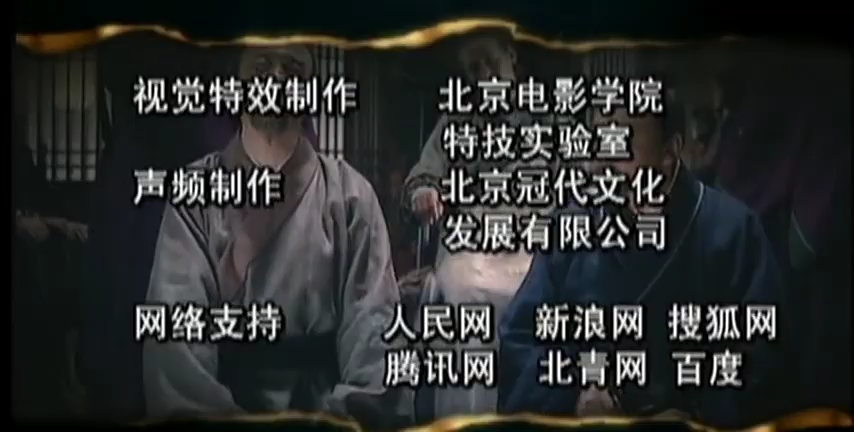 视觉特效制作 北京电影学院
特技实验室
声频制作 北京冠代文化
发展有限公司
网络支持 人民网 新浪网 搜狐网
腾讯网 北青网 百度